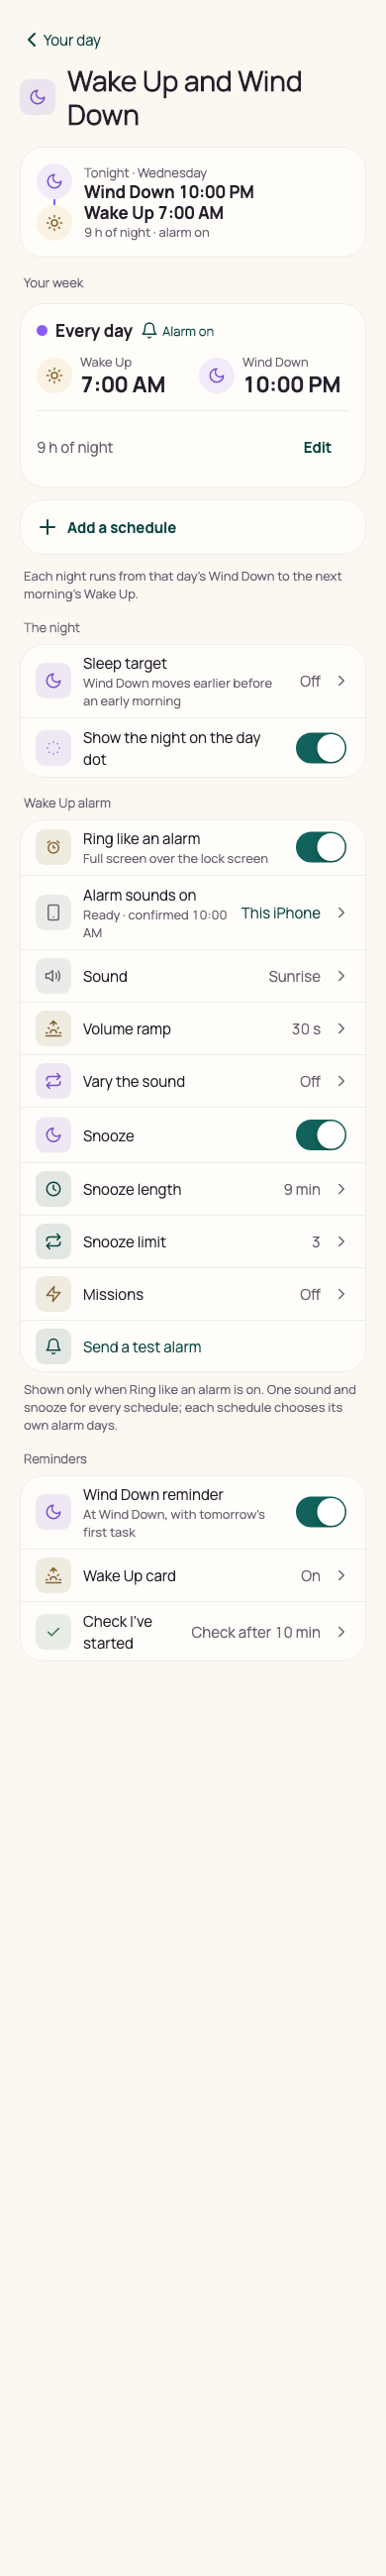 Your day
Wake Up and Wind
Down
Tonight · Wednesday
Wind Down 10:00 PM
Wake Up 7:00 AM
9 h of night · alarm on
Your week
Every day
Alarm on
Wake Up
7:00 AM
Wind Down
10:00 PM
9 h of night
Edit
Add a schedule
Each night runs from that day's Wind Down to the next
morning's Wake Up.
The night
Sleep target
Wind Down moves earlier before
an early morning
Off
Show the night on the day
dot
Wake Up alarm
Ring like an alarm
Full screen over the lock screen
Alarm sounds on
Ready · confirmed 10:00
AM
This iPhone
Sound
Sunrise
Volume ramp
30 s
Vary the sound
Off
Snooze
Snooze length
9 min
Snooze limit
3
Missions
Off
Send a test alarm
Shown only when Ring like an alarm is on. One sound and
snooze for every schedule; each schedule chooses its
own alarm days.
Reminders
Wind Down reminder
At Wind Down, with tomorrow's
first task
Wake Up card
On
Check I've
started
Check after 10 min